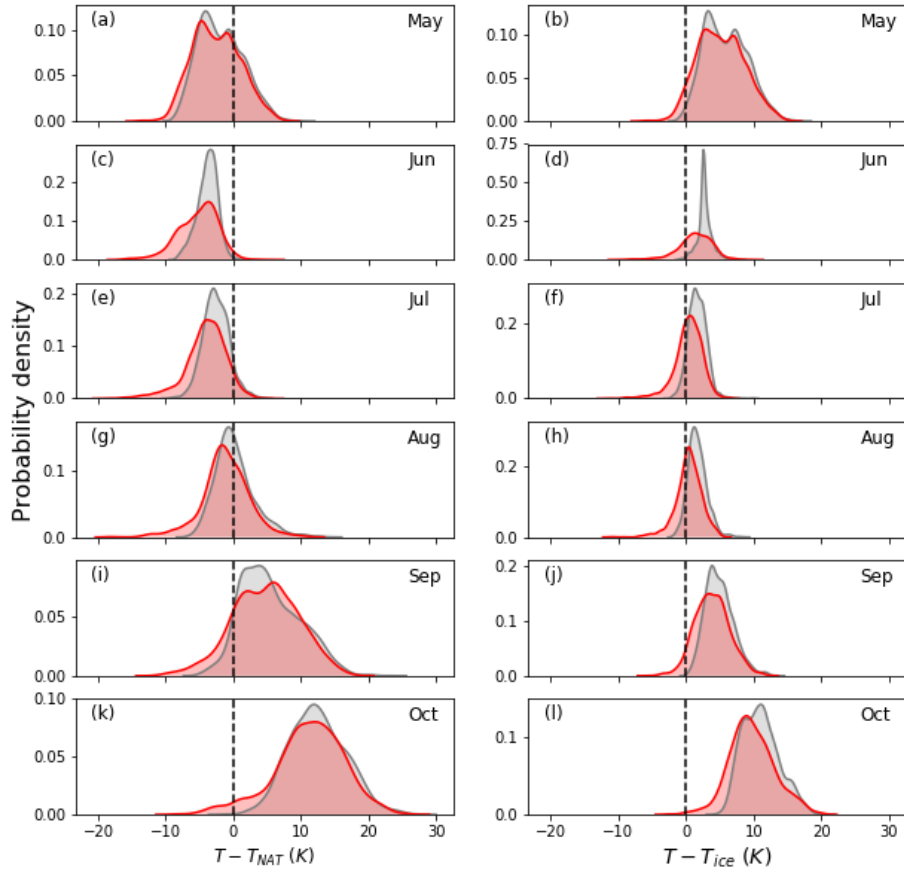 (a) May (b) May
0.10 0.10
0.05 0.05
0.00 0.00
(c) Jun (d) Jun
0.75
0.2 0.50
0.1 0.25
0.0 0.00
(e) Jul (f) Jul
0.2 0.2
0.1
0.0 0.0
(g) Aug (h) Aug
0.1 0.2
0.0 0.0
(i) Sep (j) Sep
0.2
0.05 0.1
0.00 0.0
(k) Oct (l) Oct
0.10
0.05 0.1
0.00 0.0
−20 −10 0 10 20 30 −20 −10 0 10 20 30
T − T_NAT (K) T − T_ice (K)
Probability density